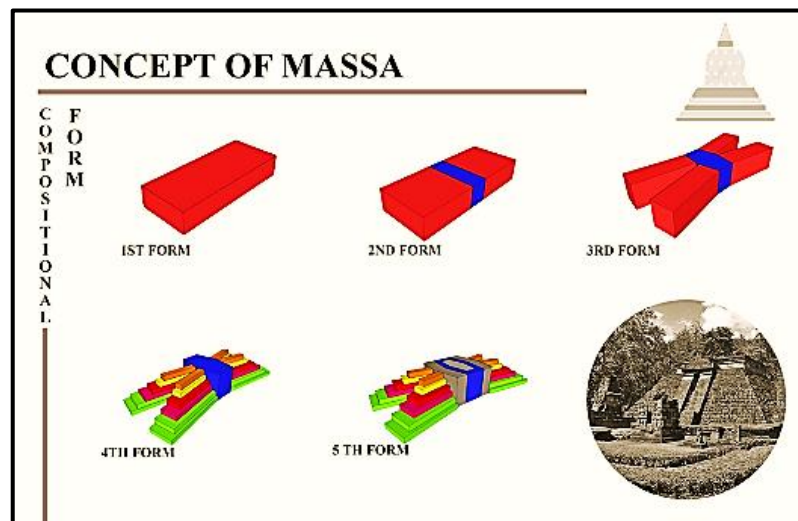 CONCEPT OF MASSA
COMPOSITIONAL
FORM
1ST FORM
2ND FORM
3RD FORM
4TH FORM
5 TH FORM